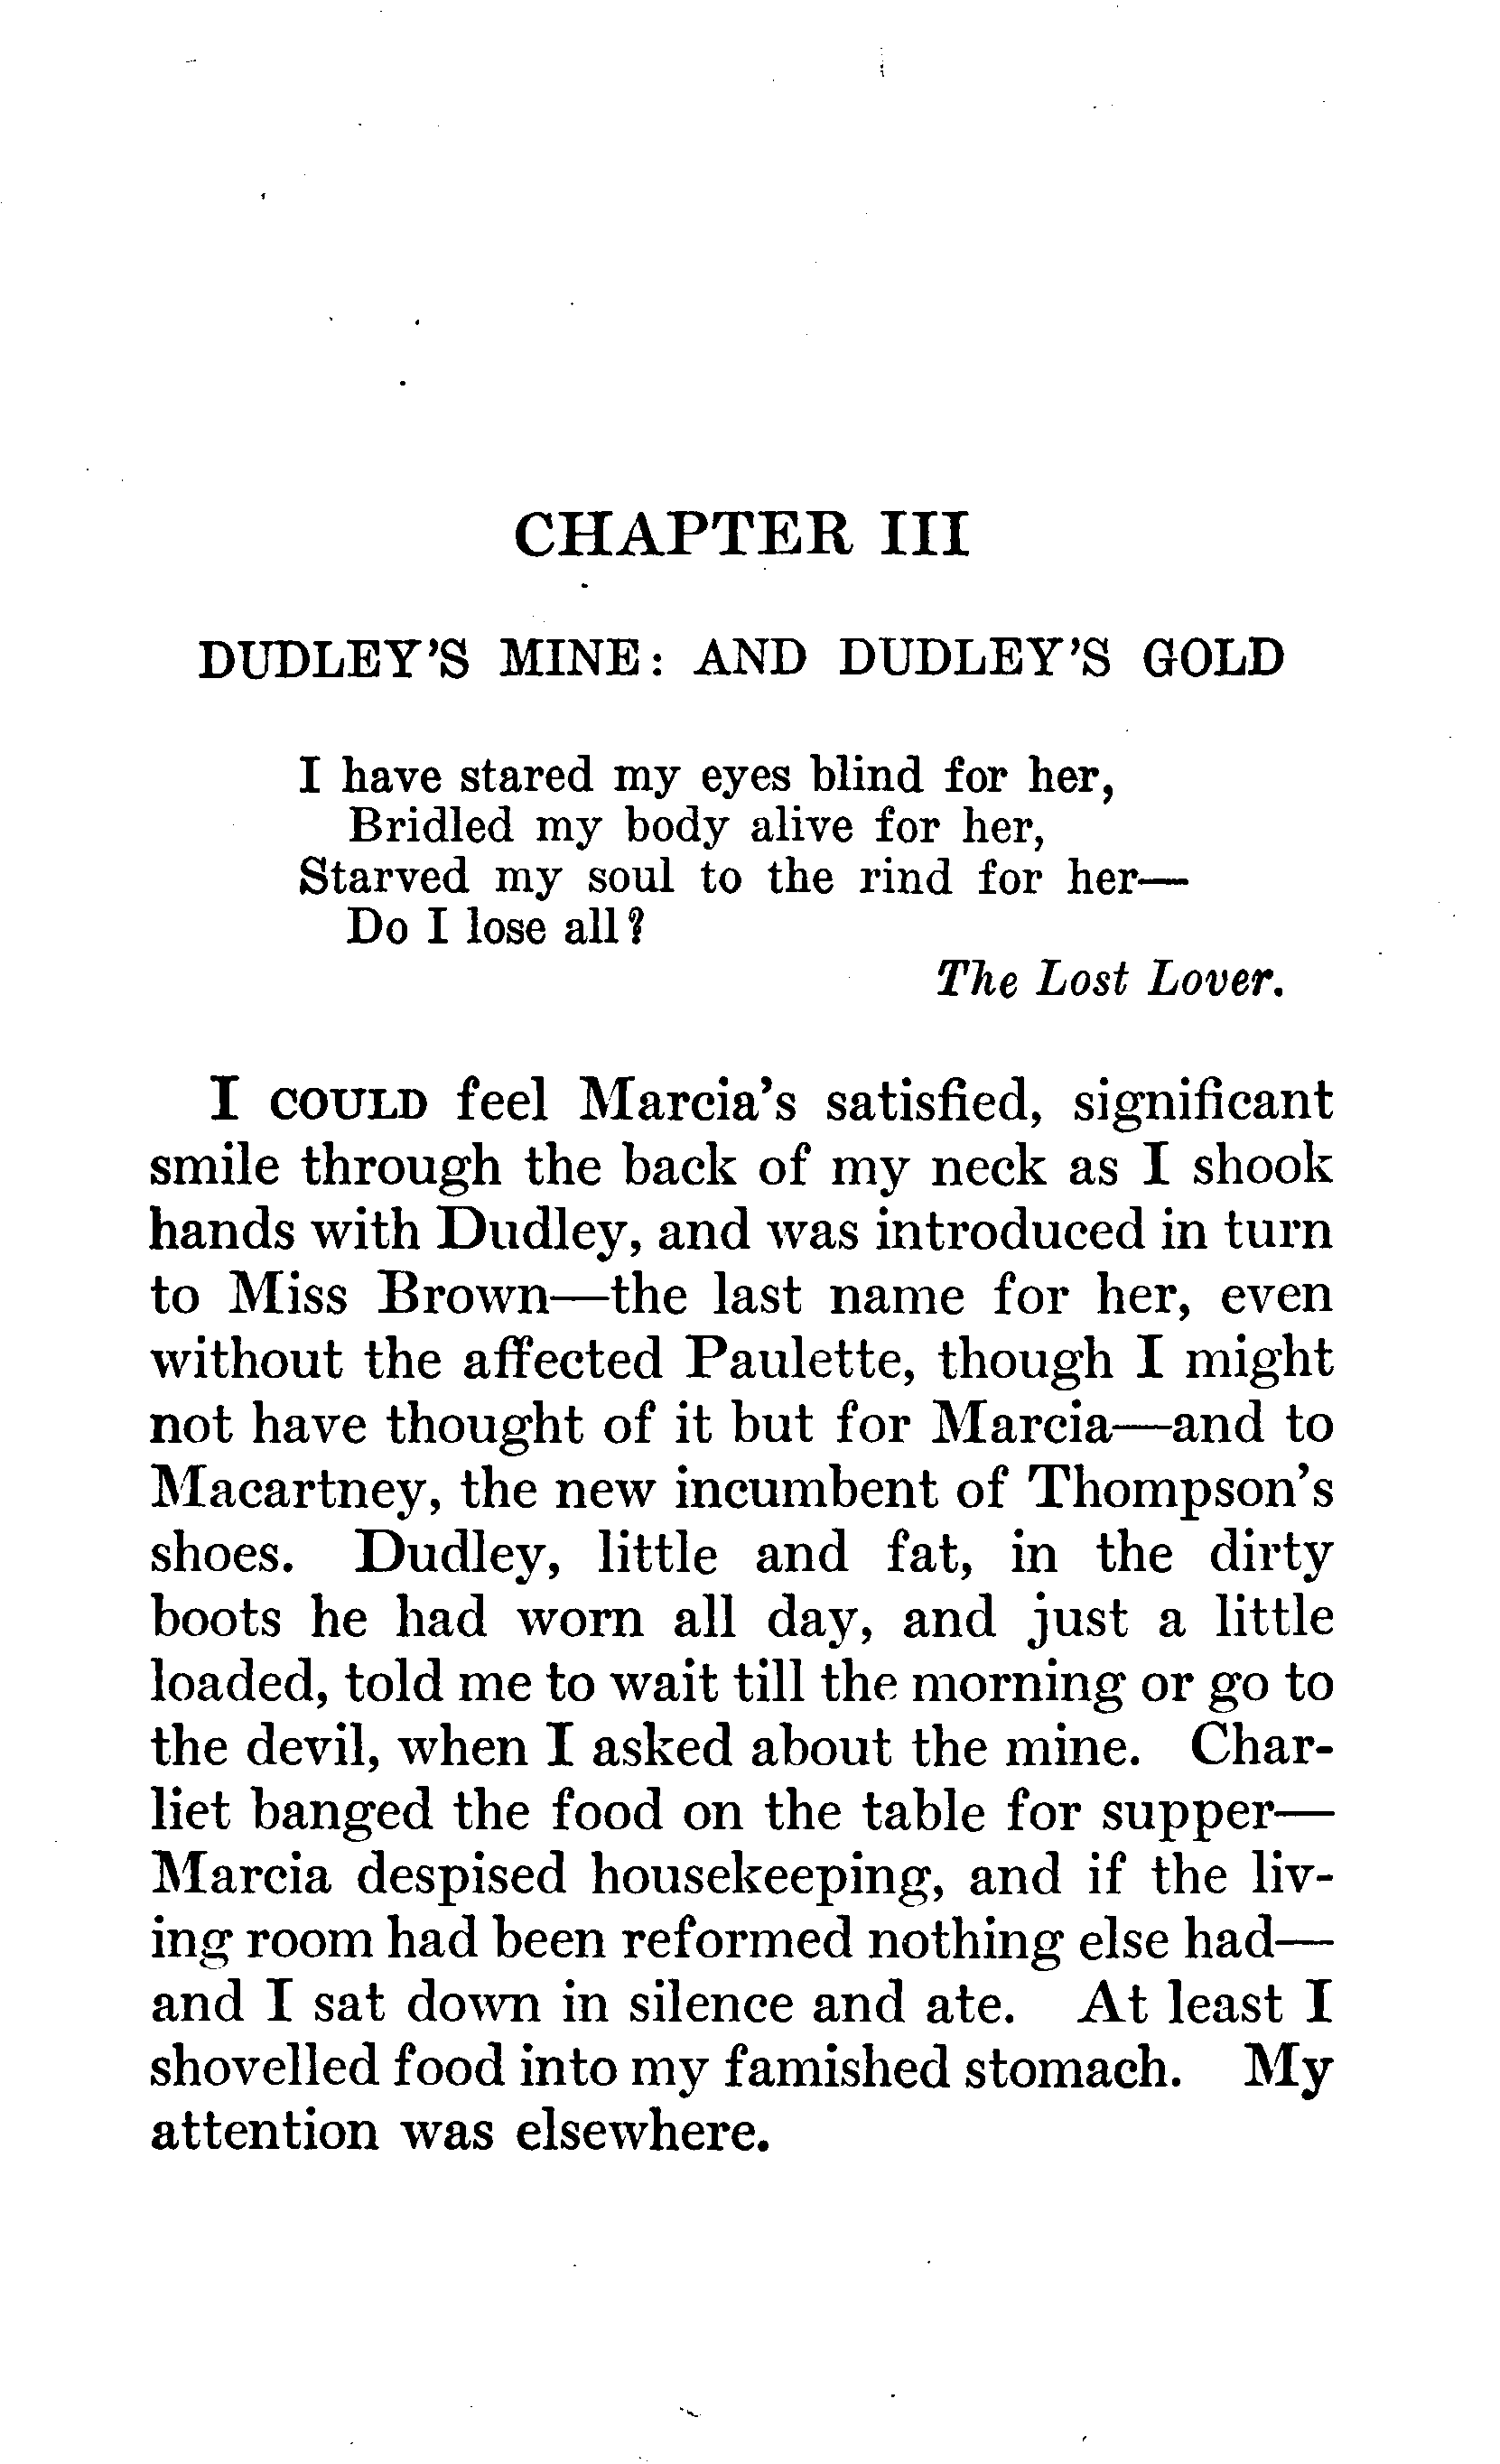 CHAPTER III
DUDLEY'S MINE: AND DUDLEY'S GOLD
I have stared my eyes blind for her,
Bridled my body alive for her,
Starved my soul to the rind for her—
Do I lose all?
The Lost Lover.
I COULD feel Marcia's satisfied, significant
smile through the back of my neck as I shook
hands with Dudley, and was introduced in turn
to Miss Brown—the last name for her, even
without the affected Paulette, though I might
not have thought of it but for Marcia—and to
Macartney, the new incumbent of Thompson's
shoes. Dudley, little and fat, in the dirty
boots he had worn all day, and just a little
loaded, told me to wait till the morning or go to
the devil, when I asked about the mine. Char-
liet banged the food on the table for supper—
Marcia despised housekeeping, and if the liv-
ing room had been reformed nothing else had—
and I sat down in silence and ate. At least I
shovelled food into my famished stomach. My
attention was elsewhere.